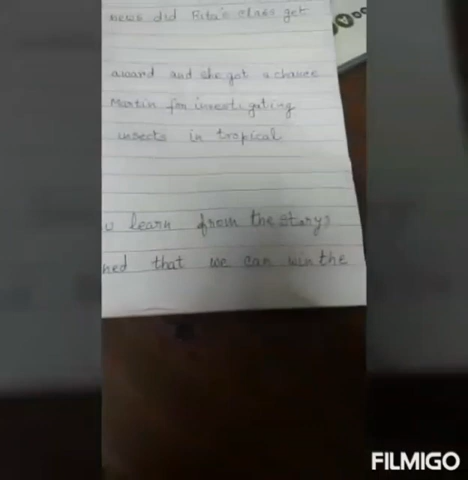 news did Rita's class get
award and she got a chance
Martin for investigating
insects in tropical
u learn from the storys
ned that we can win the
FILMIGO